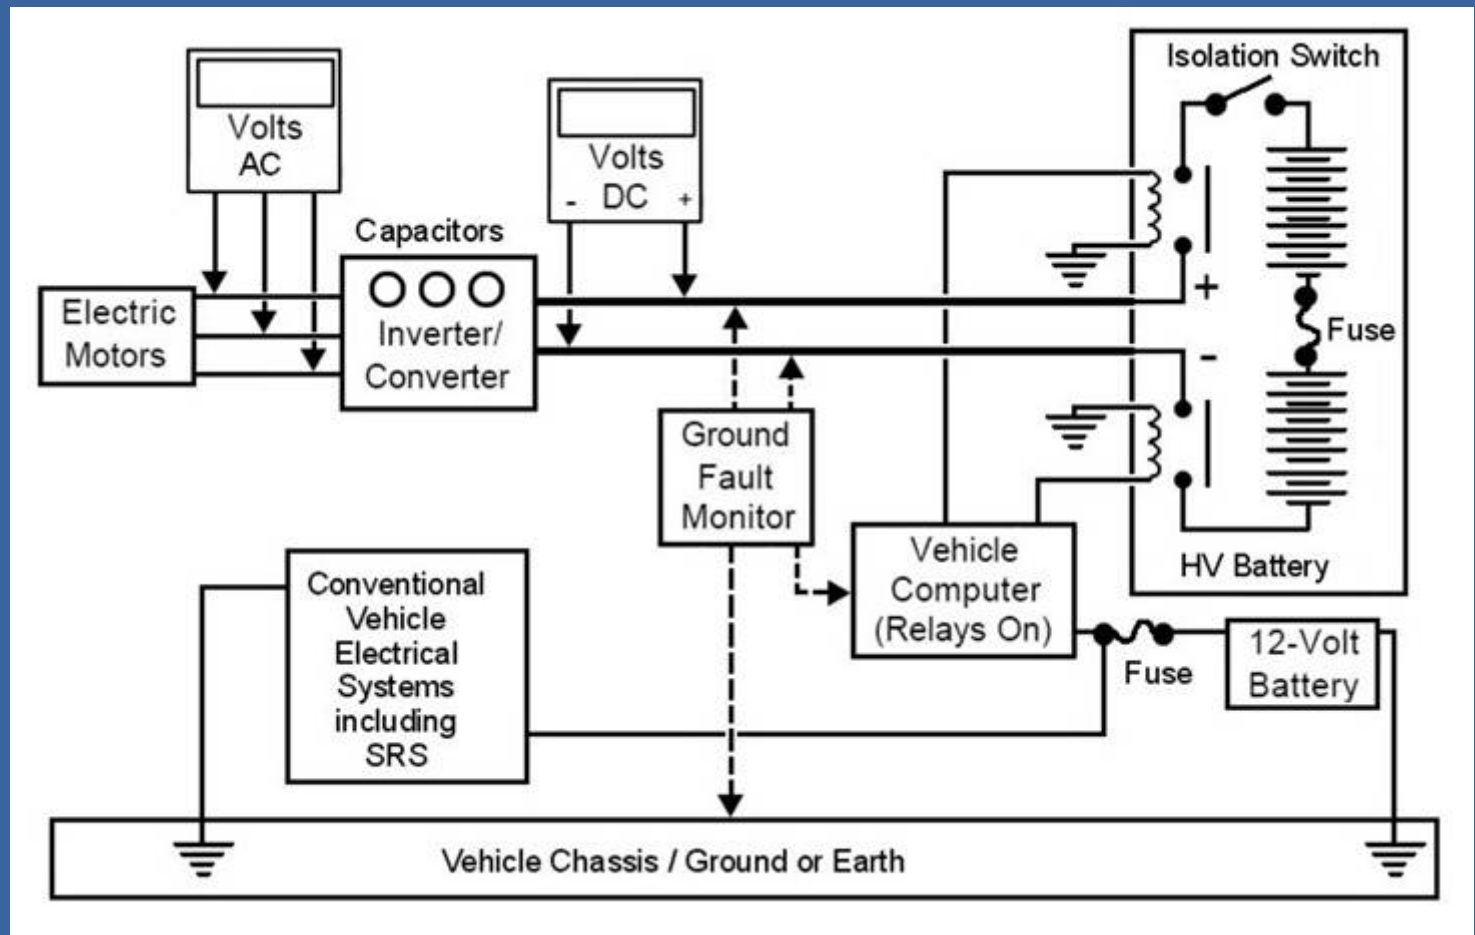 Isolation Switch
Volts
AC
Volts
- DC +
Capacitors
Electric
Motors
Inverter/
Converter
+
-
Fuse
Ground
Fault
Monitor
HV Battery
Vehicle
Computer
(Relays On)
Conventional
Vehicle
Electrical
Systems
including
SRS
Fuse
12-Volt
Battery
Vehicle Chassis / Ground or Earth